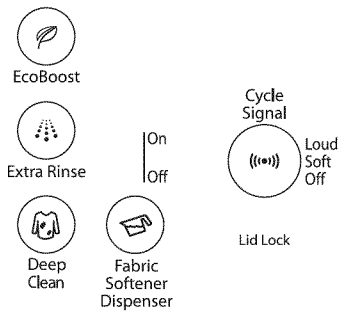 EcoBoost
Extra Rinse
On
Off
Deep
Clean
Fabric
Softener
Dispenser
Cycle
Signal
Loud
Soft
Off
Lid Lock